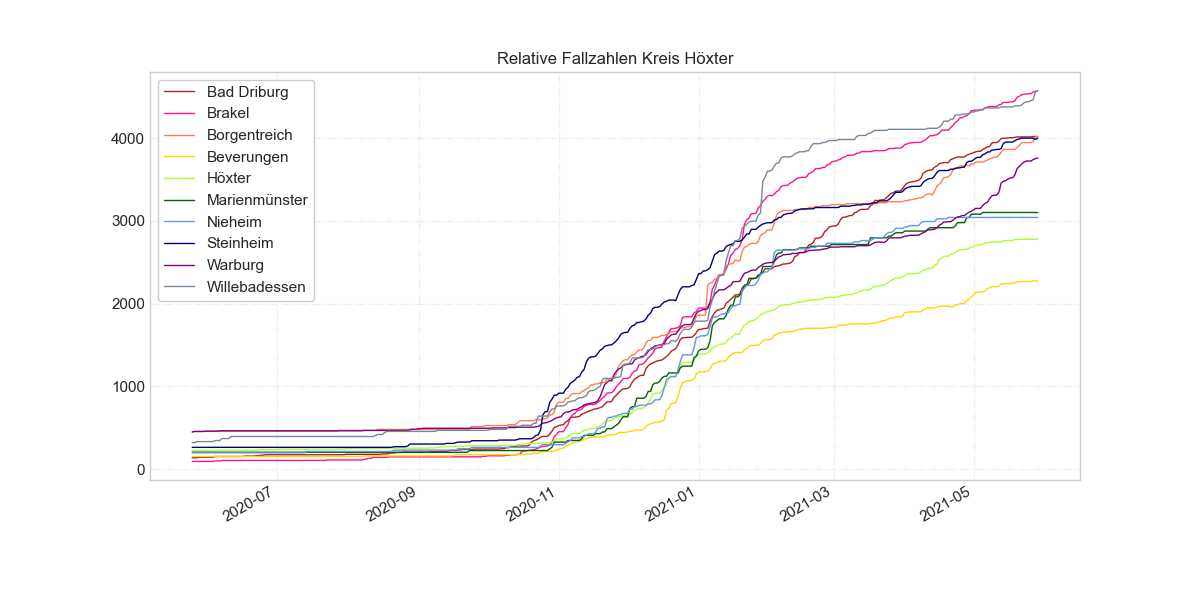 Relative Fallzahlen Kreis Höxter
Bad Driburg
Brakel
Borgentreich
Beverungen
Höxter
Marienmünster
Nieheim
Steinheim
Warburg
Willebadessen
4000
3000
2000
1000
0
2020-07
2020-09
2020-11
2021-01
2021-03
2021-05